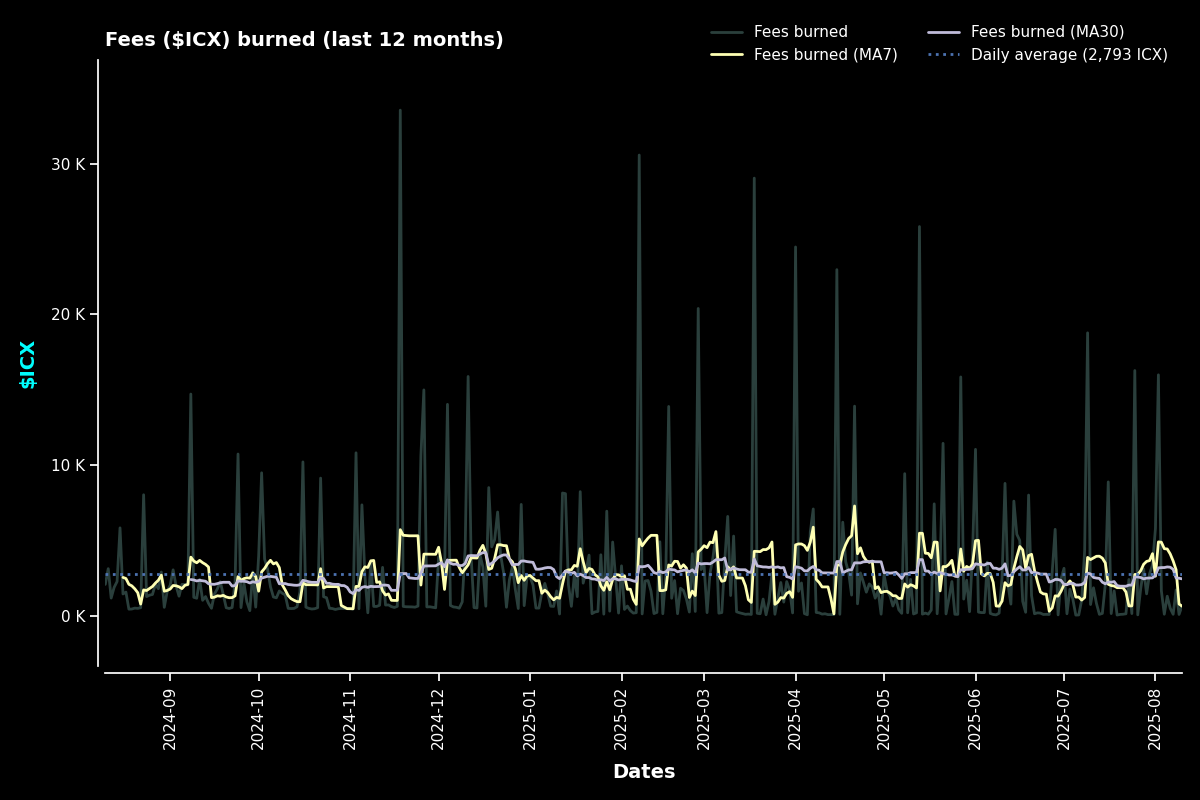 Fees ($ICX) burned (last 12 months)
Fees burned
Fees burned (MA7)
Fees burned (MA30)
Daily average (2,793 ICX)
$ICX
30 K
20 K
10 K
0 K
2024-09
2024-10
2024-11
2024-12
2025-01
2025-02
2025-03
2025-04
2025-05
2025-06
2025-07
2025-08
Dates